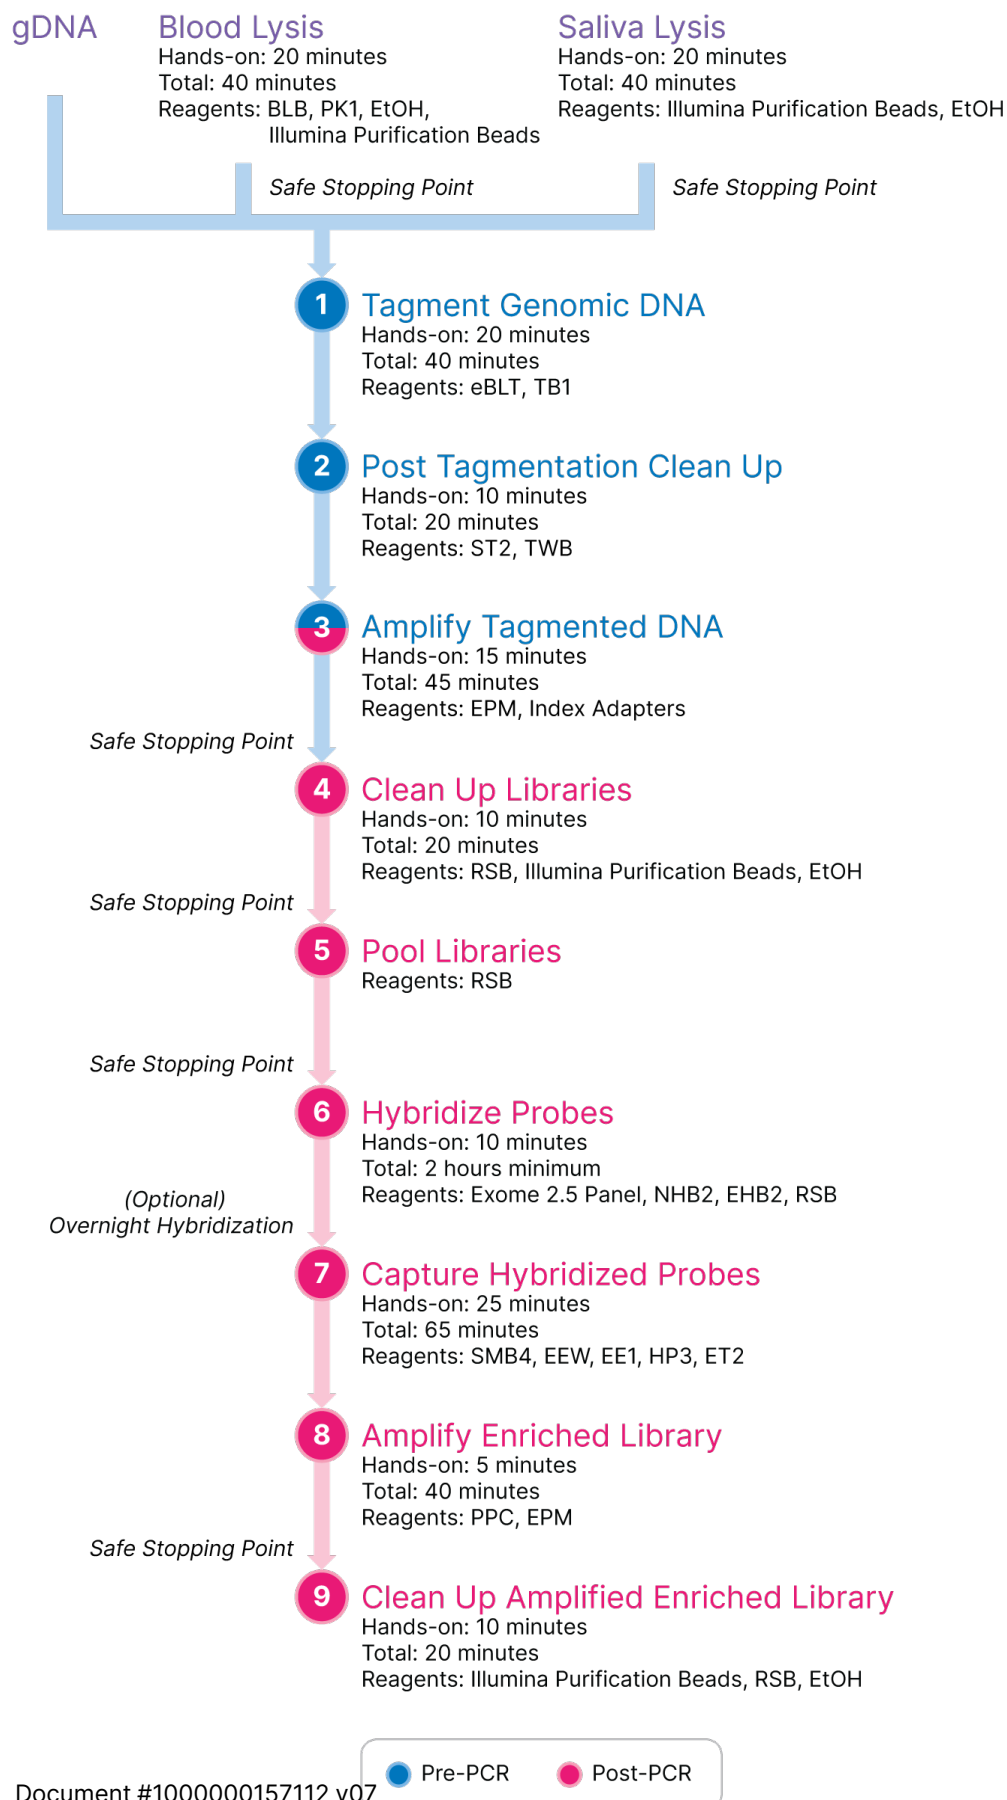 gDNA
Blood Lysis
Hands-on: 20 minutes
Total: 40 minutes
Reagents: BLB, PK1, EtOH,
Illumina Purification Beads
Safe Stopping Point
Saliva Lysis
Hands-on: 20 minutes
Total: 40 minutes
Reagents: Illumina Purification Beads, EtOH
Safe Stopping Point
1 Tagment Genomic DNA
Hands-on: 20 minutes
Total: 40 minutes
Reagents: eBLT, TB1
2 Post Tagmentation Clean Up
Hands-on: 10 minutes
Total: 20 minutes
Reagents: ST2, TWB
3 Amplify Tagmented DNA
Hands-on: 15 minutes
Total: 45 minutes
Reagents: EPM, Index Adapters
Safe Stopping Point
4 Clean Up Libraries
Hands-on: 10 minutes
Total: 20 minutes
Reagents: RSB, Illumina Purification Beads, EtOH
Safe Stopping Point
5 Pool Libraries
Reagents: RSB
Safe Stopping Point
6 Hybridize Probes
Hands-on: 10 minutes
Total: 2 hours minimum
Reagents: Exome 2.5 Panel, NHB2, EHB2, RSB
(Optional)
Overnight Hybridization
7 Capture Hybridized Probes
Hands-on: 25 minutes
Total: 65 minutes
Reagents: SMB4, EEW, EE1, HP3, ET2
8 Amplify Enriched Library
Hands-on: 5 minutes
Total: 40 minutes
Reagents: PPC, EPM
Safe Stopping Point
9 Clean Up Amplified Enriched Library
Hands-on: 10 minutes
Total: 20 minutes
Reagents: Illumina Purification Beads, RSB, EtOH
Pre-PCR Post-PCR
Document #1000000157112 v07